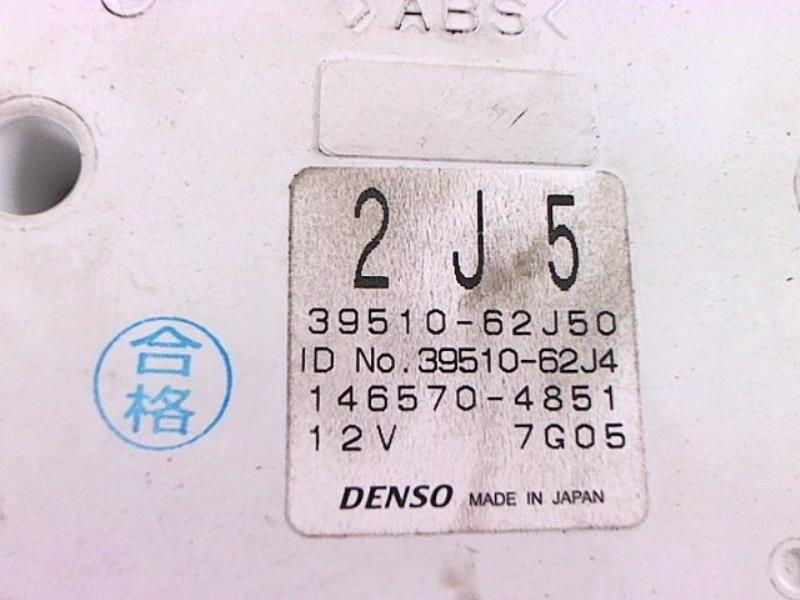 >ABS<
2 J 5
39510-62J50
ID No. 39510-62J4
146570-4851
12V 7G05
DENSO MADE IN JAPAN
合格